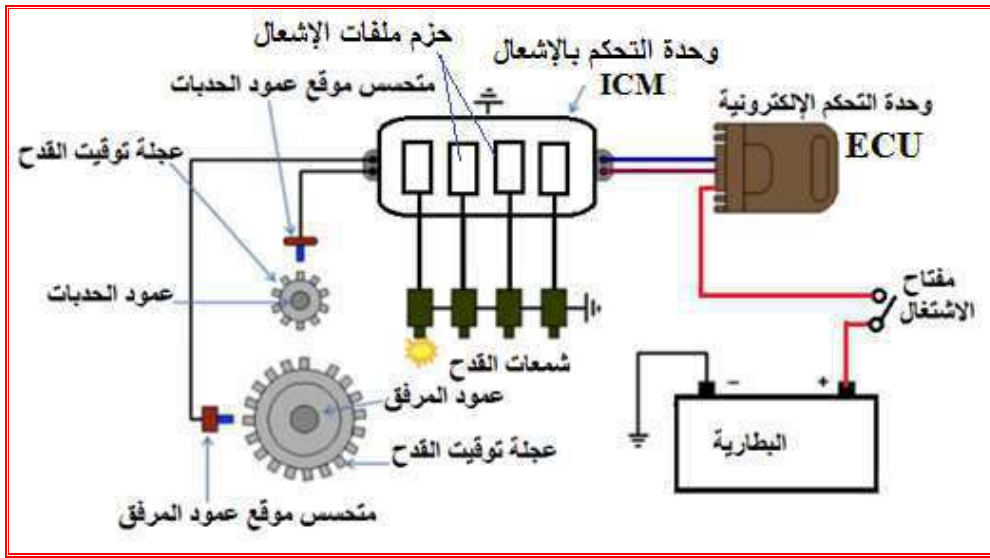 حزم ملفات الإشعال
وحدة التحكم بالإشعال
ICM
متحسس موقع عمود الحدبات
وحدة التحكم الإلكترونية
ECU
عجلة توقيت القدح
عمود الحدبات
مفتاح
الاشتغال
شمعات القدح
عمود المرفق
− +
البطارية
عجلة توقيت القدح
متحسس موقع عمود المرفق